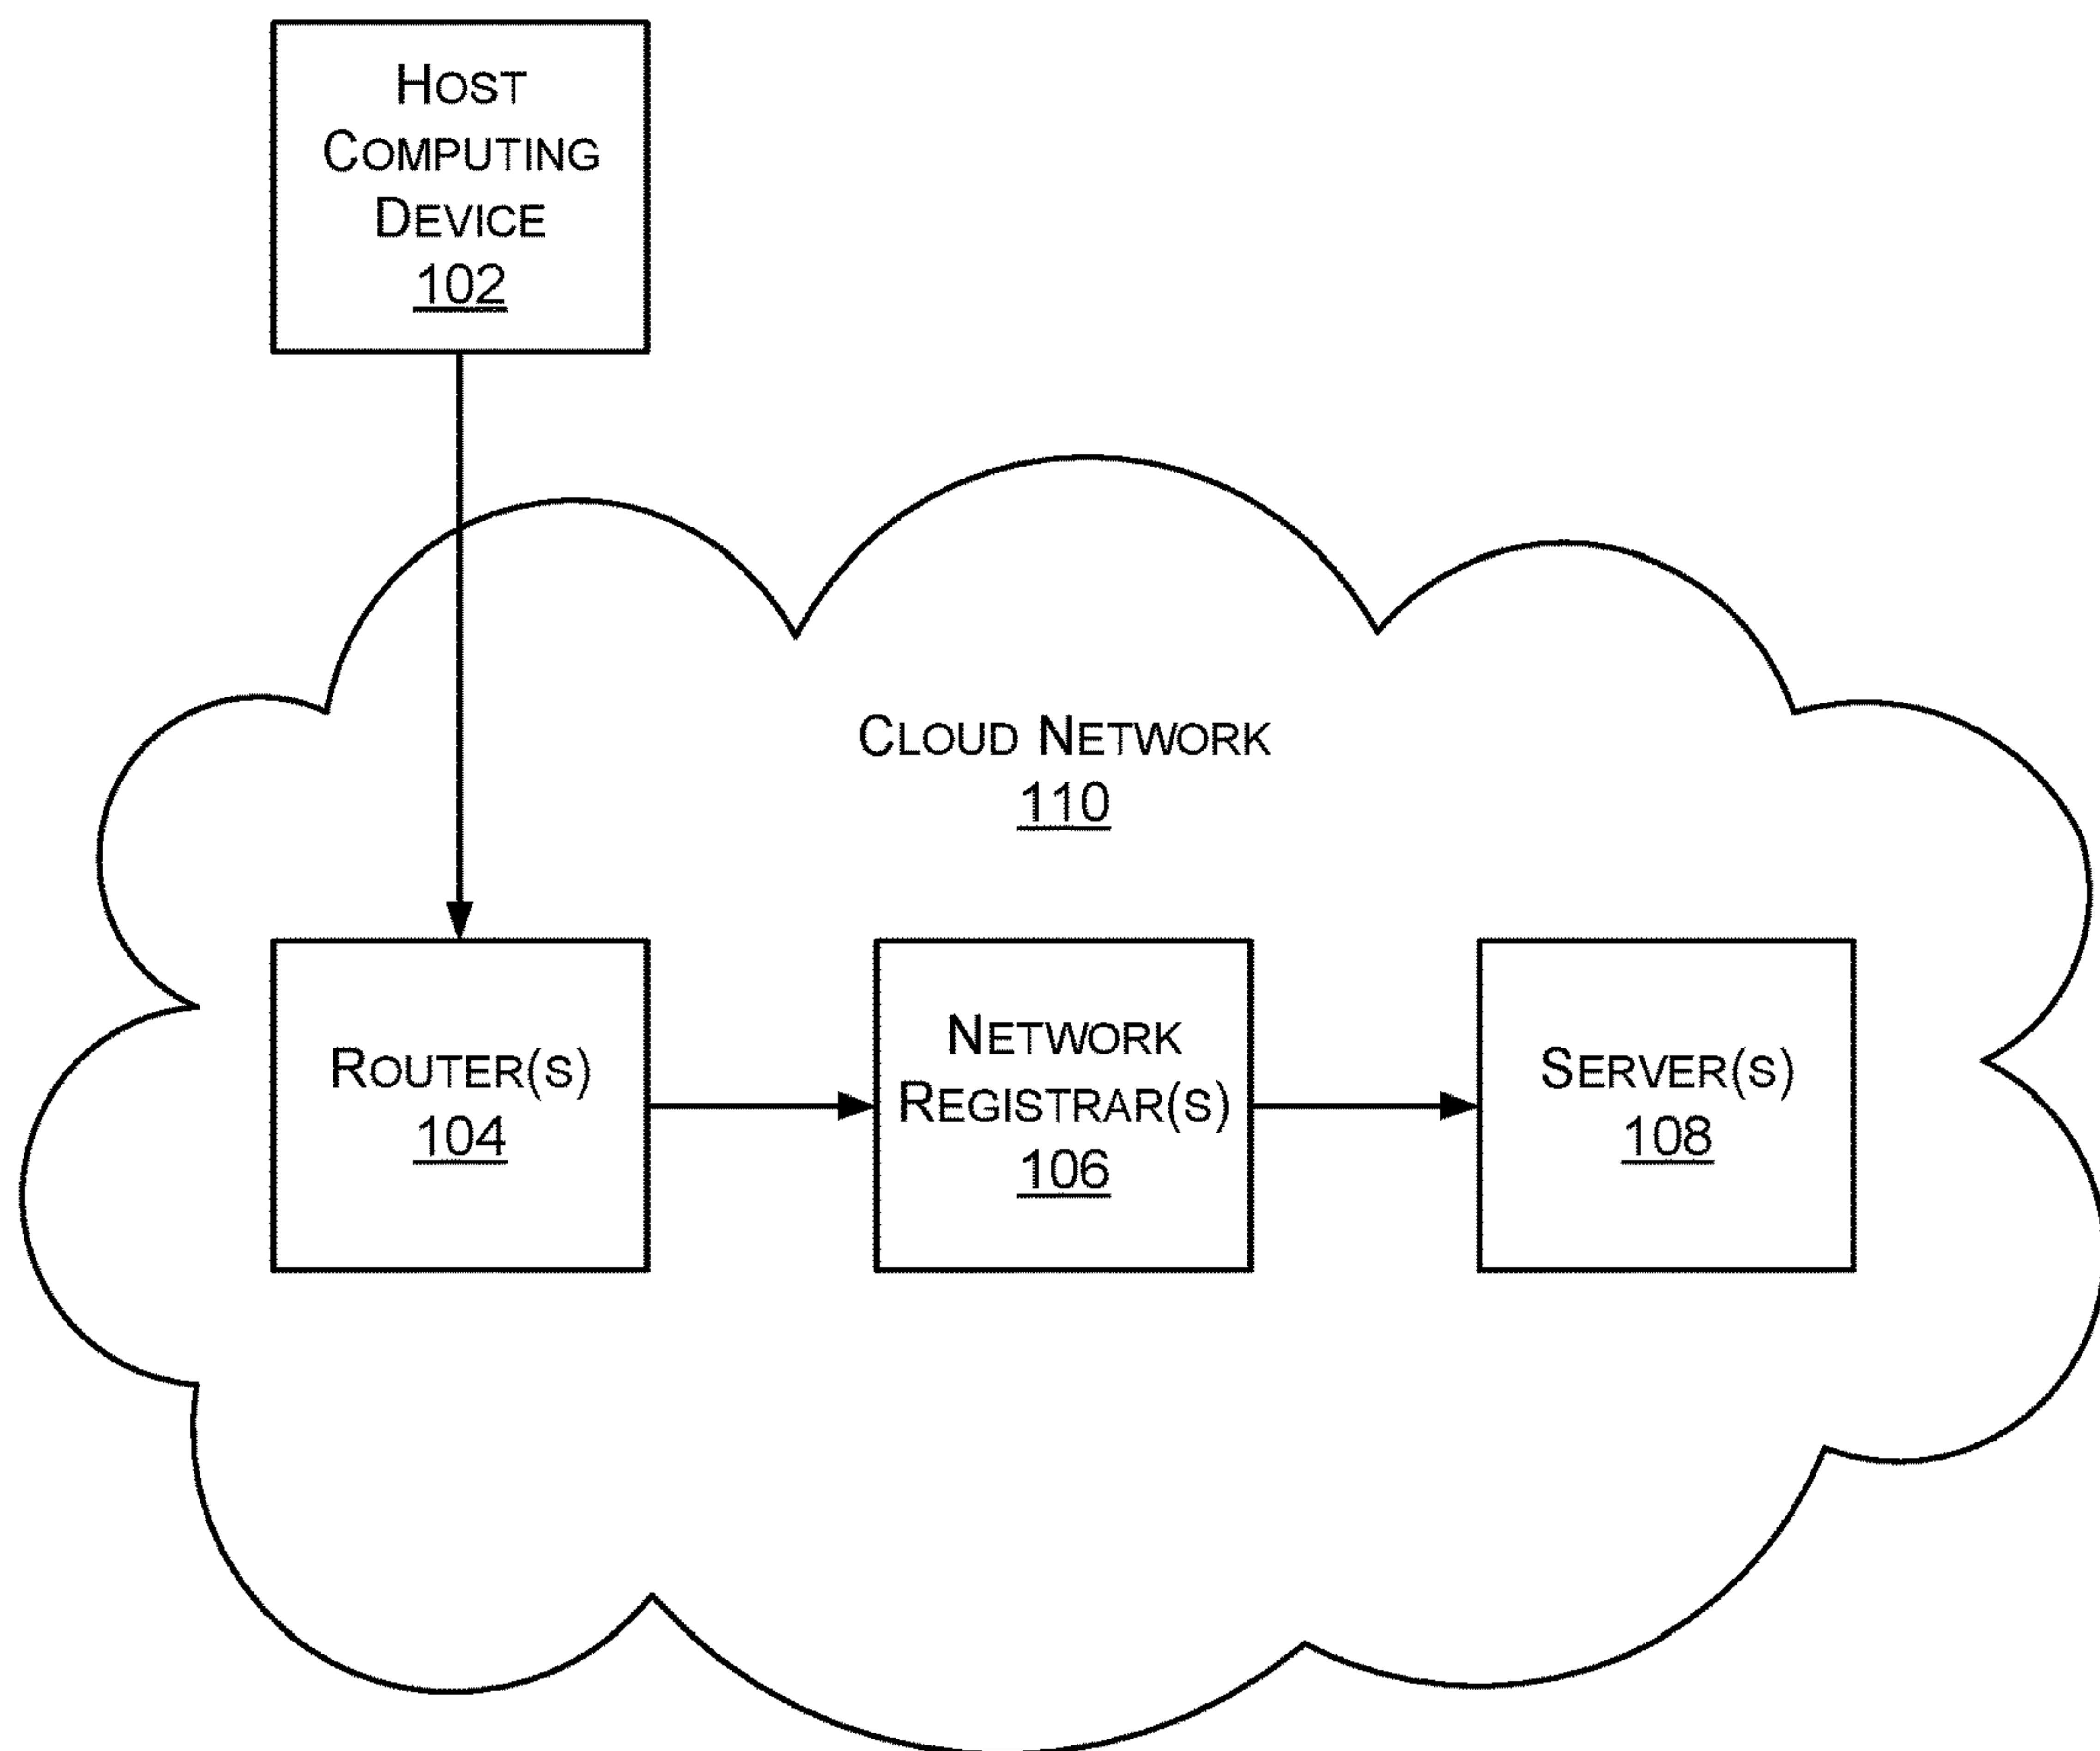 HOST
COMPUTING
DEVICE
102
CLOUD NETWORK
110
ROUTER(S)
104
NETWORK
REGISTRAR(S)
106
SERVER(S)
108